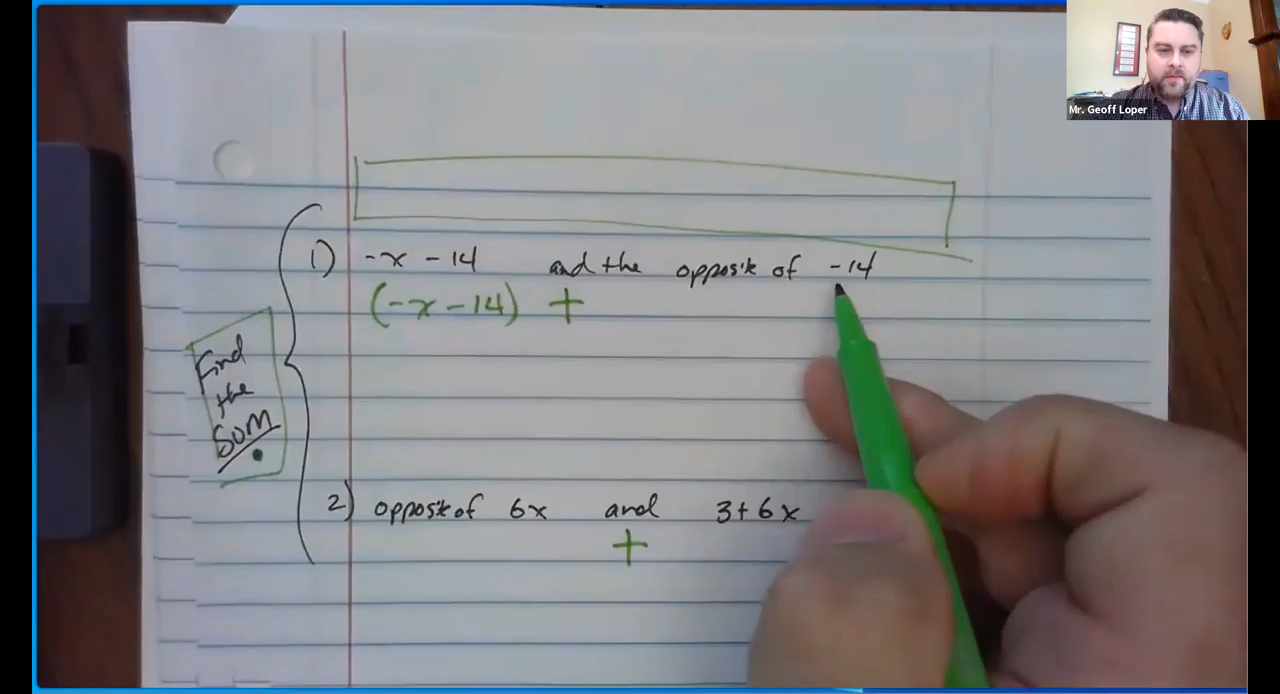 Mr. Geoff Loper
1) -x - 14 and the opposite of -14
(-x - 14) +
Find
the
SUM
2) opposite of 6x and 3 + 6x
+